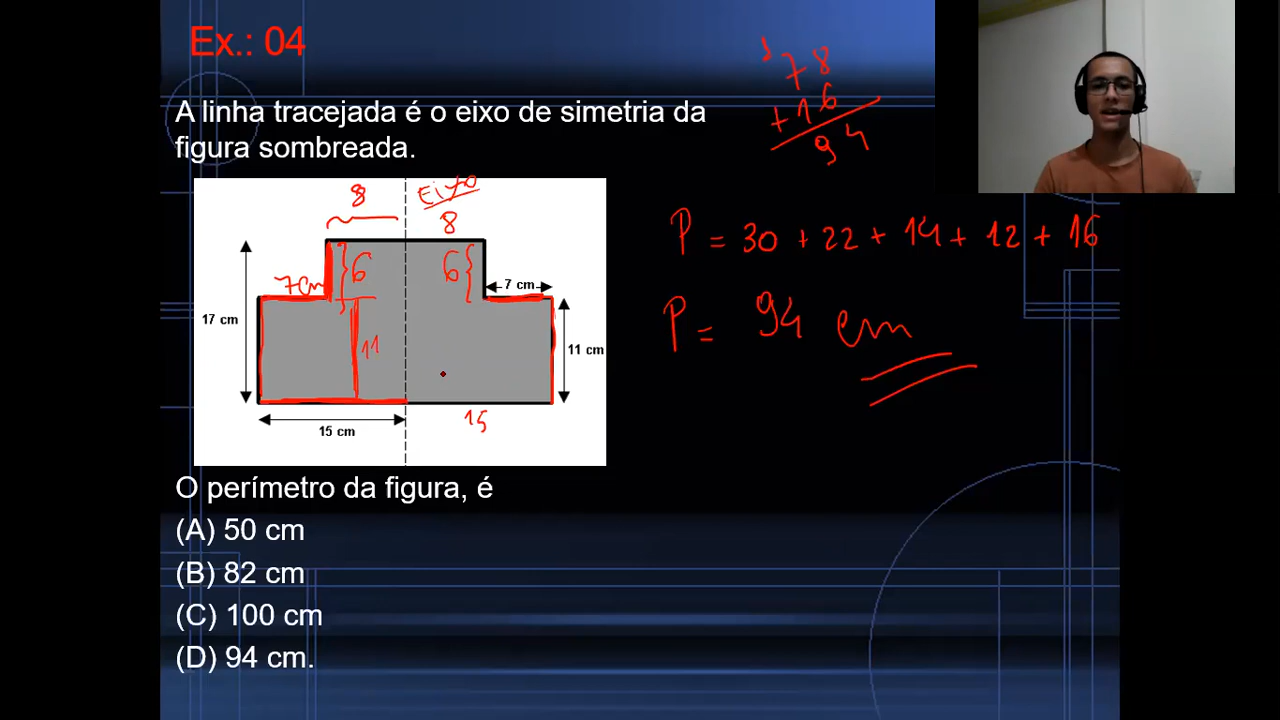 Ex.: 04
A linha tracejada é o eixo de simetria da
figura sombreada.
8
Eixo
8
6
6
7cm
7 cm
17 cm
11
11 cm
15 cm
15
O perímetro da figura, é
(A) 50 cm
(B) 82 cm
(C) 100 cm
(D) 94 cm.
1
78
+16
94
P = 30 + 22 + 14 + 12 + 16
P = 94 cm